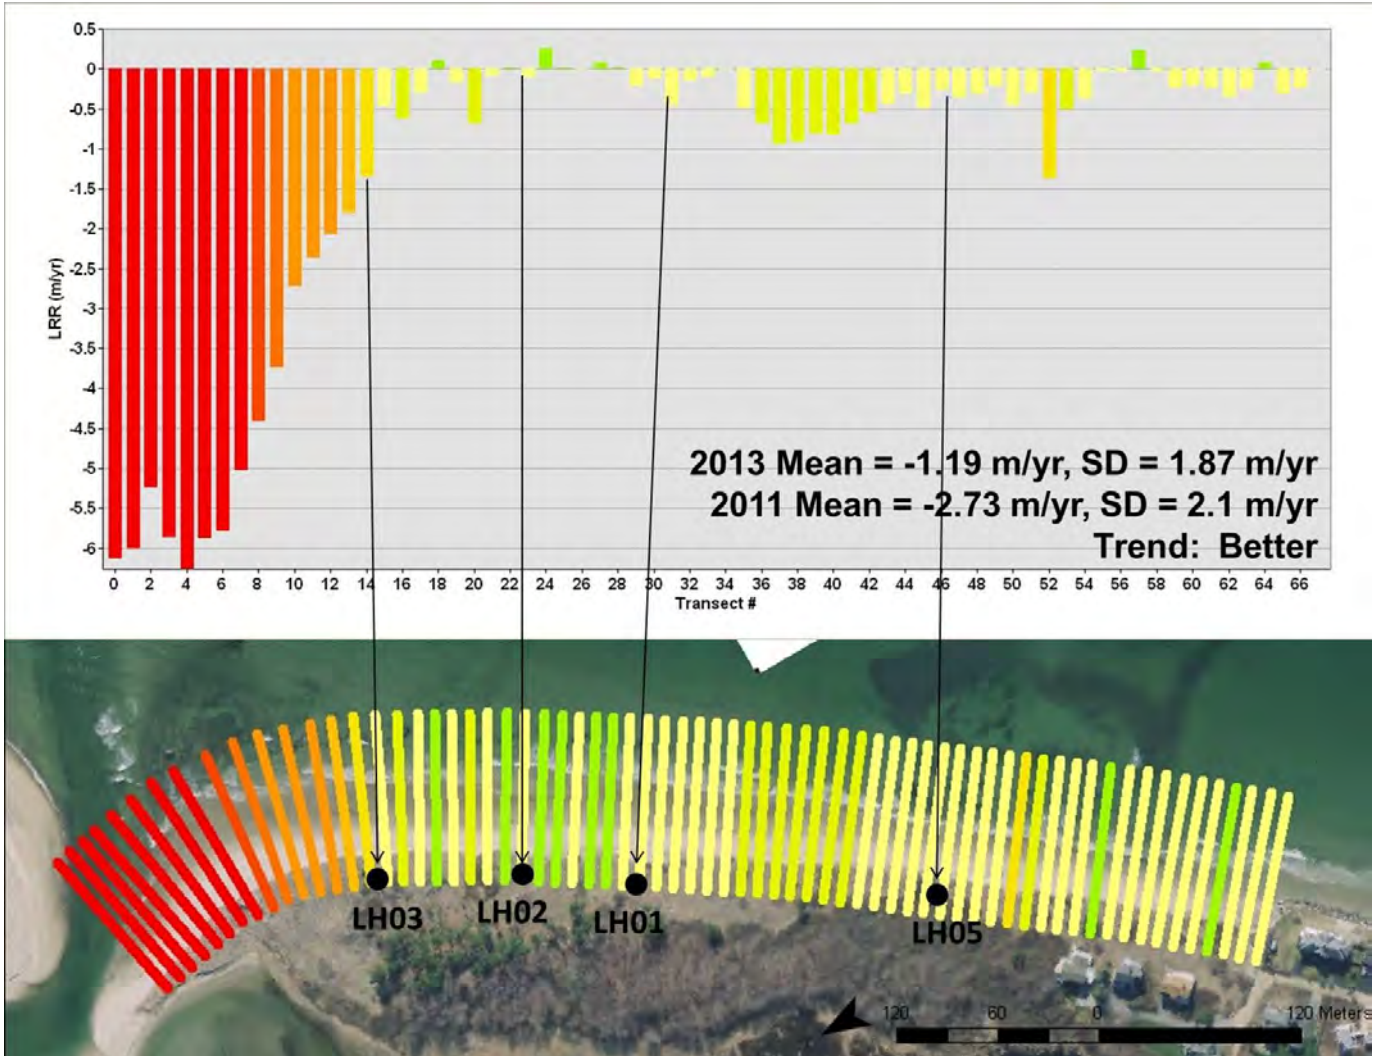 0.5
0
-0.5
-1
-1.5
-2
-2.5
-3
-3.5
-4
-4.5
-5
-5.5
-6
LRR (m/yr)
2013 Mean = -1.19 m/yr, SD = 1.87 m/yr
2011 Mean = -2.73 m/yr, SD = 2.1 m/yr
Trend: Better
0 2 4 6 8 10 12 14 16 18 20 22 24 26 28 30 32 34 36 38 40 42 44 46 48 50 52 54 56 58 60 62 64 66
Transect #
LH03 LH02 LH01 LH05
120 60 0 120 Meters